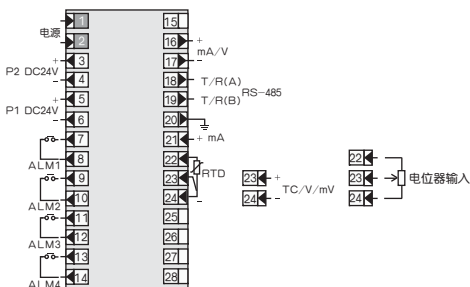 1 15
电源
2 16 +
mA/V
+ 3 17 -
P2 DC24V
- 4 18 T/R(A)
RS-485
+ 5 19 T/R(B)
P1 DC24V
- 6 20
7 21 + mA
8 22 22
ALM1
RTD
9 23 23 + 23 电位器输入
TC/V/mV
10 24 - 24 - 24
ALM2
11 25
12 26
ALM3
13 27
14 28
ALM4